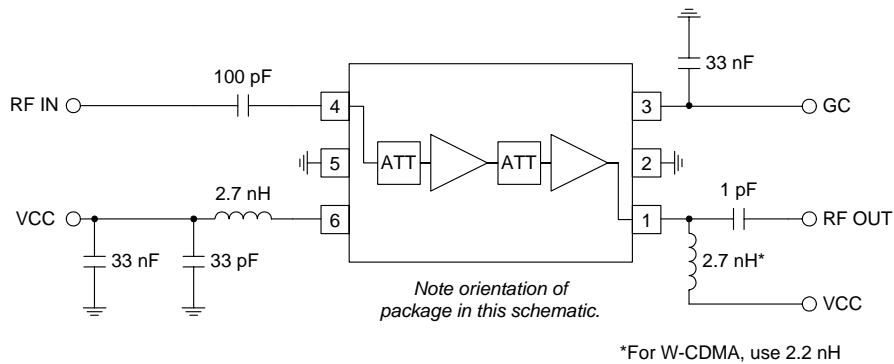 33 nF
100 pF
RF IN
4
3
GC
ATT
ATT
5
2
2.7 nH
1 pF
VCC
6
1
RF OUT
33 nF
33 pF
2.7 nH*
Note orientation of
package in this schematic.
VCC
*For W-CDMA, use 2.2 nH